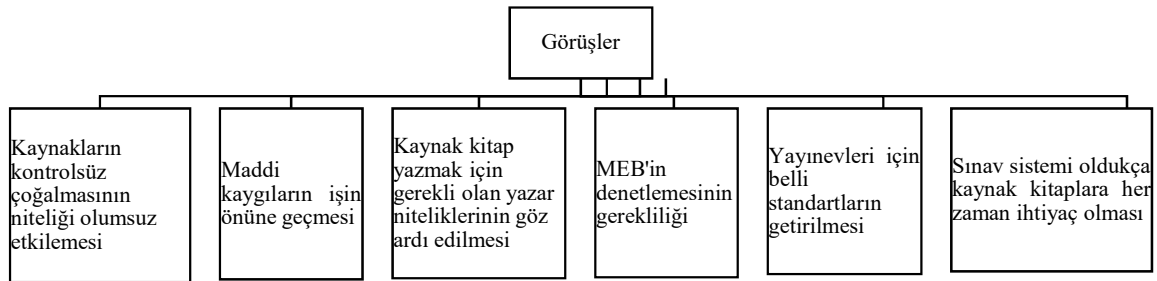 Görüşler
Kaynakların
kontrolsüz
çoğalmasının
niteliği olumsuz
etkilemesi
Maddi
kaygıların işin
önüne geçmesi
Kaynak kitap
yazmak için
gerekli olan yazar
niteliklerinin göz
ardı edilmesi
MEB'in
denetlemesinin
gerekliliği
Yayınevleri için
belli
standartların
getirilmesi
Sınav sistemi oldukça
kaynak kitaplara her
zaman ihtiyaç olması